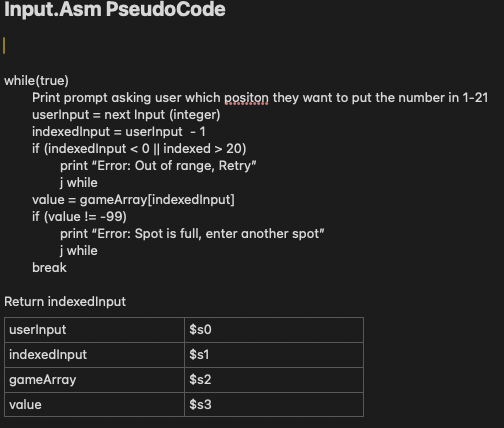 Input.Asm PseudoCode
while(true)
Print prompt asking user which positon they want to put the number in 1-21
userInput = next Input (integer)
indexedInput = userInput - 1
if (indexedInput < 0 || indexed > 20)
print “Error: Out of range, Retry”
j while
value = gameArray[indexedInput]
if (value != -99)
print “Error: Spot is full, enter another spot”
j while
break
Return indexedInput
userInput $s0
indexedInput $s1
gameArray $s2
value $s3